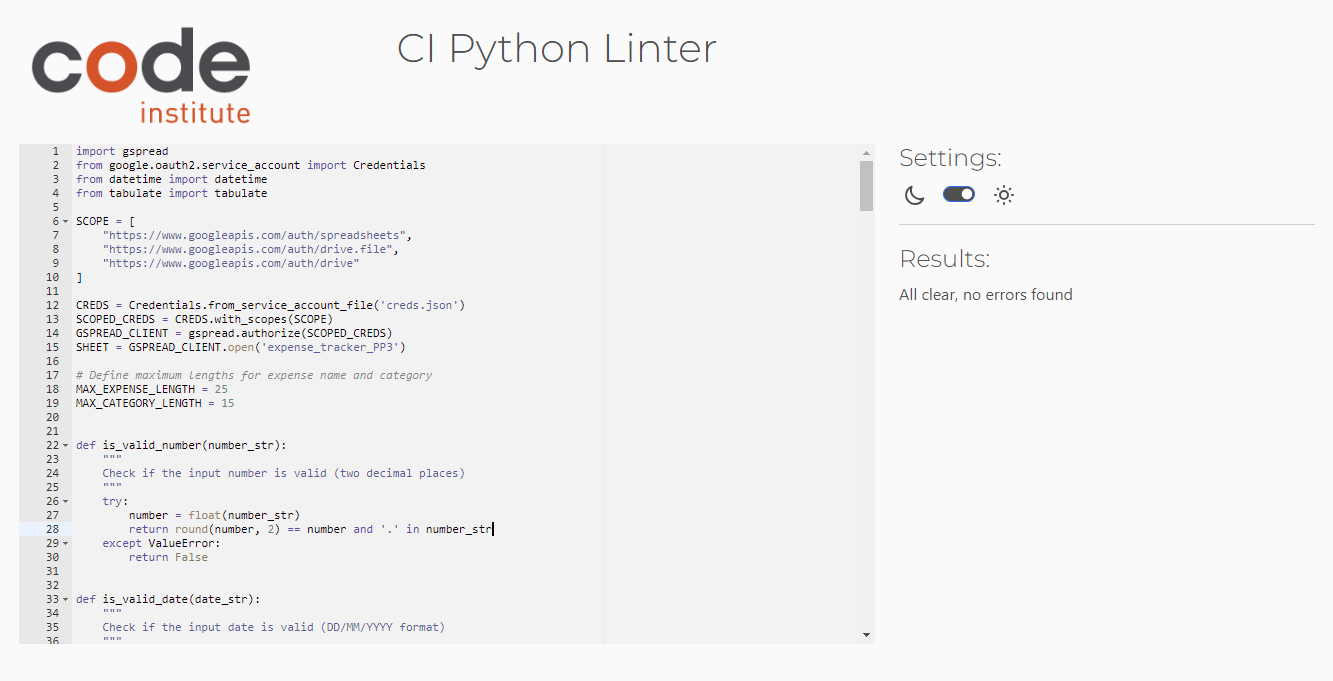 code
institute
CI Python Linter
1 import gspread
2 from google.oauth2.service_account import Credentials
3 from datetime import datetime
4 from tabulate import tabulate
5
6 SCOPE = [
7     "https://www.googleapis.com/auth/spreadsheets",
8     "https://www.googleapis.com/auth/drive.file",
9     "https://www.googleapis.com/auth/drive"
10 ]
11
12 CREDS = Credentials.from_service_account_file('creds.json')
13 SCOPED_CREDS = CREDS.with_scopes(SCOPE)
14 GSPREAD_CLIENT = gspread.authorize(SCOPED_CREDS)
15 SHEET = GSPREAD_CLIENT.open('expense_tracker_PP3')
16
17 # Define maximum lengths for expense name and category
18 MAX_EXPENSE_LENGTH = 25
19 MAX_CATEGORY_LENGTH = 15
20
21
22 def is_valid_number(number_str):
23     """
24     Check if the input number is valid (two decimal places)
25     """
26     try:
27         number = float(number_str)
28         return round(number, 2) == number and '.' in number_str
29     except ValueError:
30         return False
31
32
33 def is_valid_date(date_str):
34     """
35     Check if the input date is valid (DD/MM/YYYY format)
36     """
Settings:
Results:
All clear, no errors found